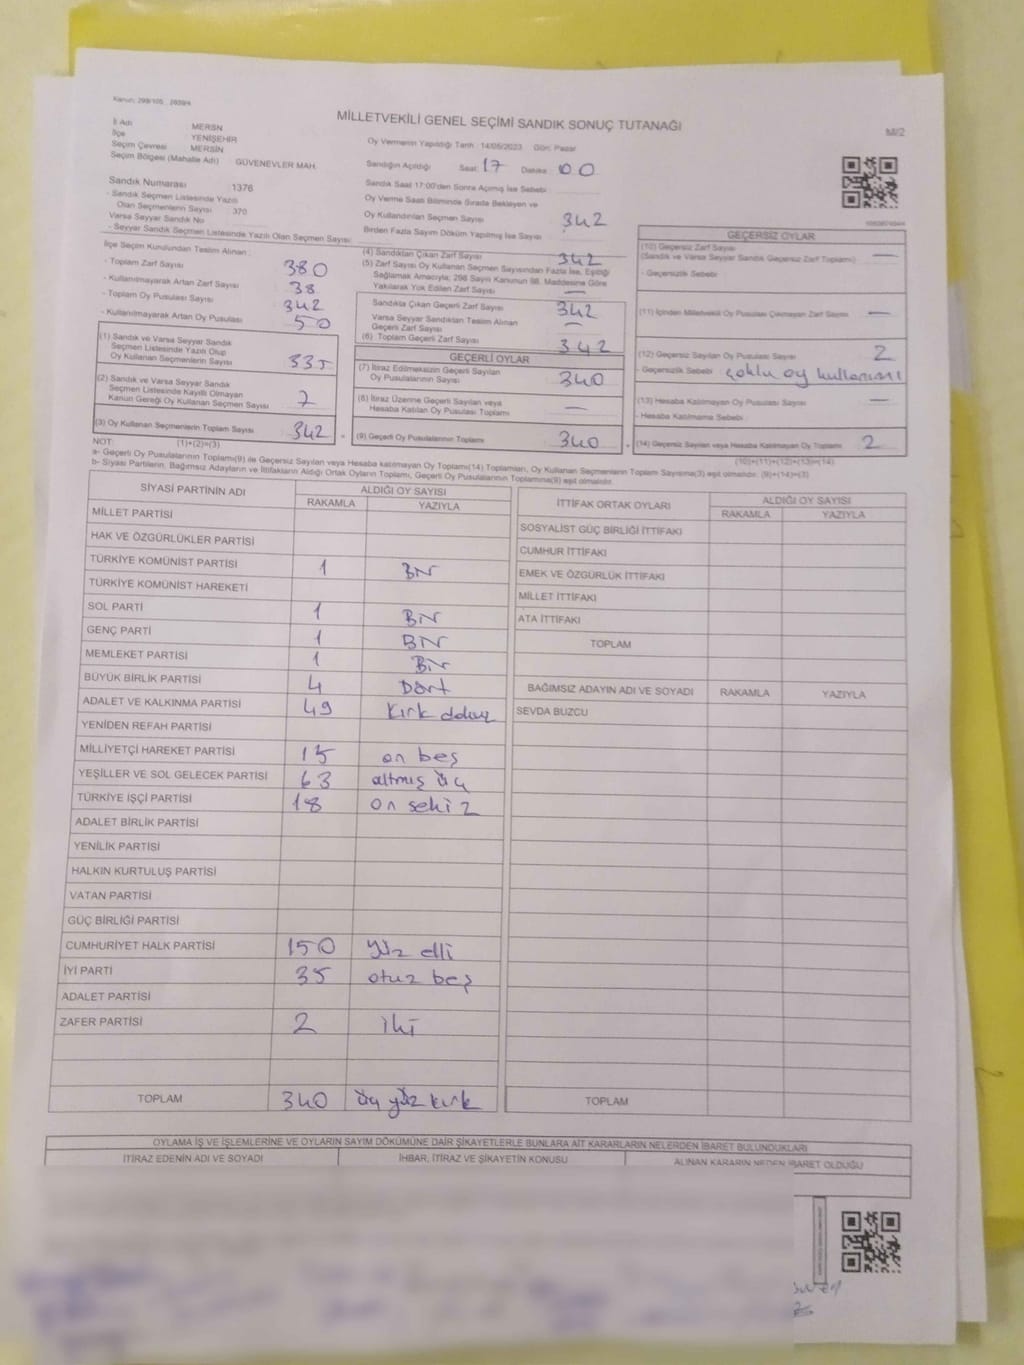 Kanun: 298/105
MİLLETVEKİLİ GENEL SEÇİMİ SANDIK SONUÇ TUTANAĞI
M/2
İl Adı : MERSİN
İlçe : YENİŞEHİR
Seçim Çevresi : MERSİN
Seçim Bölgesi (Mahalle Adı) GÜVENEVLER MAH.
Oy Vermenin Yapıldığı Tarih : 14/05/2023 Gün: Pazar
Sandığın Açıldığı Saat: 17 Dakika: 00
Sandık Saat 17:00'den Sonra Açılmış İse Sebebi
Sandık Numarası 1376
- Sandık Seçmen Listesinde Yazılı Olan Seçmenlerin Sayısı 370
Varsa Seyyar Sandık No
- Seyyar Sandık Seçmen Listesinde Yazılı Olan Seçmen Sayısı:
Oy Verme Saati Bitiminde Sırada Bekleyen ve
Oy Kullandırılan Seçmen Sayısı 342
Birden Fazla Sayım Döküm Yapılmış İse Sayısı
İlçe Seçim Kurulundan Teslim Alınan :
- Toplam Zarf Sayısı 380
- Kullanılmayarak Artan Zarf Sayısı 38
- Toplam Oy Pusulası Sayısı 342
- Kullanılmayarak Artan Oy Pusulası 50
(1) Sandık ve Varsa Seyyar Sandık
Seçmen Listesinde Yazılı Olup
Oy Kullanan Seçmenlerin Sayısı 335
(2) Sandık ve Varsa Seyyar Sandık
Seçmen Listesinde Kayıtlı Olmayan
Kanun Gereği Oy Kullanan Seçmen Sayısı 7
(3) Oy Kullanan Seçmenlerin Toplam Sayısı 342
(4) Sandıktan Çıkan Zarf Sayısı 342
(5) Zarf Sayısı Oy Kullanan Seçmen Sayısından Fazla İse, Eşitliği
Sağlamak Amacıyla; 298 Sayılı Kanunun 98. Maddesine Göre
Yakılarak Yok Edilen Zarf Sayısı —
Sandıkta Çıkan Geçerli Zarf Sayısı 342
Varsa Seyyar Sandıktan Teslim Alınan
Geçerli Zarf Sayısı —
(6) Toplam Geçerli Zarf Sayısı 342
GEÇERLİ OYLAR
(7) İtiraz Edilmeksizin Geçerli Sayılan
Oy Pusulalarının Sayısı 340
(8) İtiraz Üzerine Geçerli Sayılan veya
Hesaba Katılan Oy Pusulası Toplamı —
= (9) Geçerli Oy Pusulalarının Toplamı 340
GEÇERSİZ OYLAR
(10) Geçersiz Zarf Sayısı —
(Sandık ve Varsa Seyyar Sandık Geçersiz Zarf Toplamı)
- Geçersizlik Sebebi
(11) İçinden Milletvekili Oy Pusulası Çıkmayan Zarf Sayısı —
(12) Geçersiz Sayılan Oy Pusulası Sayısı 2
- Geçersizlik Sebebi çoklu oy kullanımı
(13) Hesaba Katılmayan Oy Pusulası Sayısı —
- Hesaba Katılmama Sebebi
+ (14) Geçersiz Sayılan veya Hesaba Katılmayan Oy Toplamı 2
NOT: (1)+(2)=(3)
(10)+(11)+(12)+(13)=(14)
a- Geçerli Oy Pusulalarının Toplamı(9) ile Geçersiz Sayılan veya Hesaba katılmayan Oy Toplamı(14) Toplamları, Oy Kullanan Seçmenlerin Toplam Sayısına(3) eşit olmalıdır. (9)+(14)=(3)
b- Siyasi Partilerin, Bağımsız Adayların ve İttifakların Aldığı Ortak Oyların Toplamı, Geçerli Oy Pusulalarının Toplamına(9) eşit olmalıdır.
SİYASİ PARTİNİN ADI ALDIĞI OY SAYISI
RAKAMLA YAZIYLA
MİLLET PARTİSİ
HAK VE ÖZGÜRLÜKLER PARTİSİ
TÜRKİYE KOMÜNİST PARTİSİ 1 BİR
TÜRKİYE KOMÜNİST HAREKETİ
SOL PARTİ 1 BİR
GENÇ PARTİ 1 BİR
MEMLEKET PARTİSİ 1 BİR
BÜYÜK BİRLİK PARTİSİ 4 Dört
ADALET VE KALKINMA PARTİSİ 49 kırk dokuz
YENİDEN REFAH PARTİSİ
MİLLİYETÇİ HAREKET PARTİSİ 15 on beş
YEŞİLLER VE SOL GELECEK PARTİSİ 63 altmış üç
TÜRKİYE İŞÇİ PARTİSİ 18 on sekiz
ADALET BİRLİK PARTİSİ
YENİLİK PARTİSİ
HALKIN KURTULUŞ PARTİSİ
VATAN PARTİSİ
GÜÇ BİRLİĞİ PARTİSİ
CUMHURİYET HALK PARTİSİ 150 yüz elli
İYİ PARTİ 35 otuz beş
ADALET PARTİSİ
ZAFER PARTİSİ 2 iki
TOPLAM 340 üç yüz kırk
İTTİFAK ORTAK OYLARI ALDIĞI OY SAYISI
RAKAMLA YAZIYLA
SOSYALİST GÜÇ BİRLİĞİ İTTİFAKI
CUMHUR İTTİFAKI
EMEK VE ÖZGÜRLÜK İTTİFAKI
MİLLET İTTİFAKI
ATA İTTİFAKI
TOPLAM
BAĞIMSIZ ADAYIN ADI VE SOYADI RAKAMLA YAZIYLA
SEVDA BUZCU
TOPLAM
OYLAMA İŞ VE İŞLEMLERİNE VE OYLARIN SAYIM DÖKÜMÜNE DAİR ŞİKAYETLERLE BUNLARA AİT KARARLARIN NELERDEN İBARET BULUNDUKLARI
İTİRAZ EDENİN ADI VE SOYADI İHBAR, İTİRAZ VE ŞİKAYETİN KONUSU ALINAN KARARIN NEDEN İBARET OLDUĞU